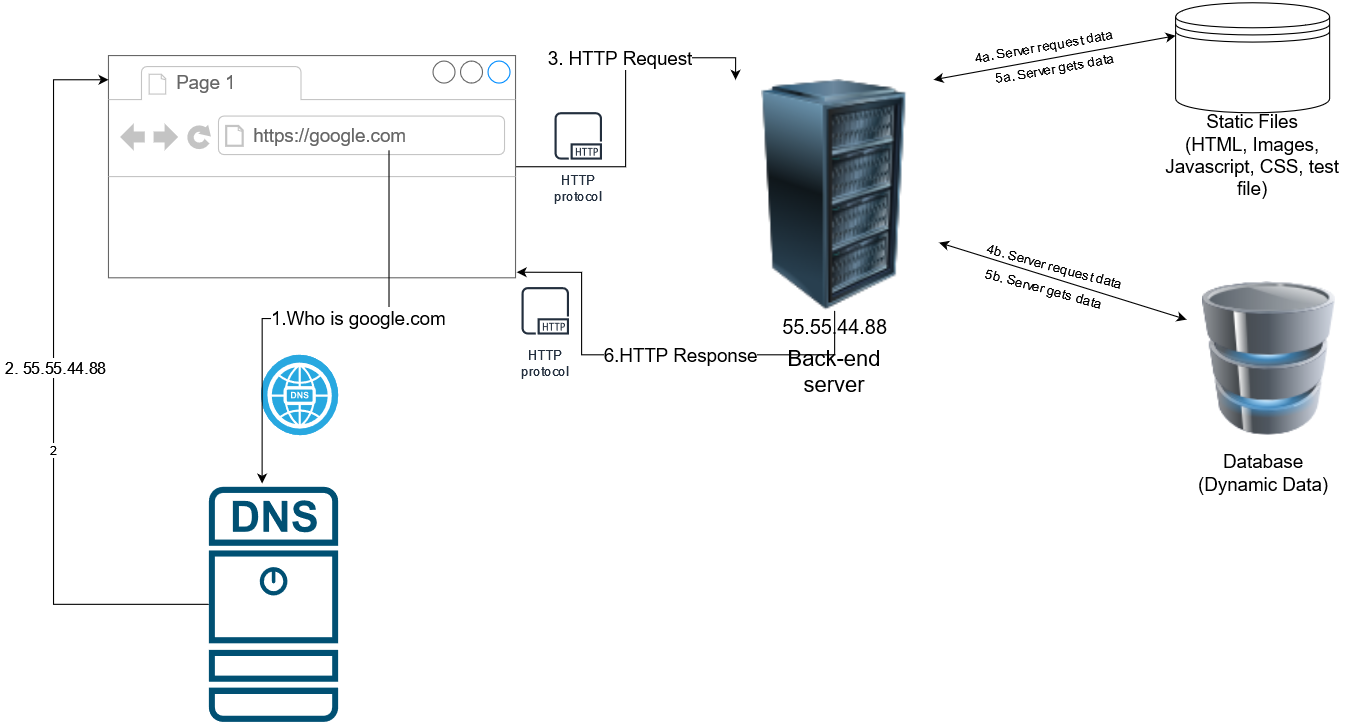 Page 1
https://google.com
3. HTTP Request
HTTP
HTTP
protocol
4a. Server request data
5a. Server gets data
Static Files
(HTML, Images,
Javascript, CSS, test
file)
4b. Server request data
5b. Server gets data
Database
(Dynamic Data)
55.55.44.88
Back-end
server
6.HTTP Response
HTTP
HTTP
protocol
1.Who is google.com
2. 55.55.44.88
2
DNS
DNS